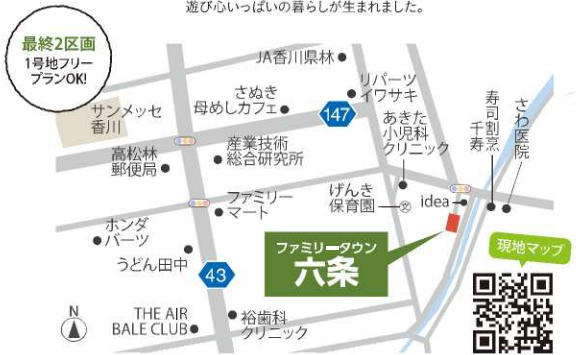 遊び心いっぱいの暮らしが生まれました。
最終2区画
1号地フリー
プランOK!
JA香川県林
サンメッセ
香川
さぬき
母めしカフェ
リパーツ
イワサキ
147
あきた
小児科
クリニック
寿司割烹
千寿
さわ医院
高松林
郵便局
産業技術
総合研究所
ファミリー
マート
げんき
保育園
idea
ホンダ
パーツ
うどん田中
ファミリータウン
六条
現地マップ
43
N
THE AIR
BALE CLUB
裕歯科
クリニック